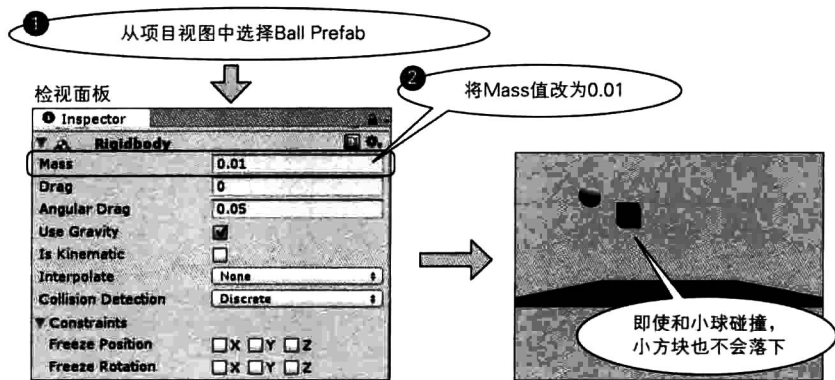 1
从项目视图中选择Ball Prefab
2
将Mass值改为0.01
检视面板
Inspector
Rigidbody
Mass 0.01
Drag 0
Angular Drag 0.05
Use Gravity
Is Kinematic
Interpolate None
Collision Detection Discrete
Constraints
Freeze Position X Y Z
Freeze Rotation X Y Z
即使和小球碰撞，
小方块也不会落下